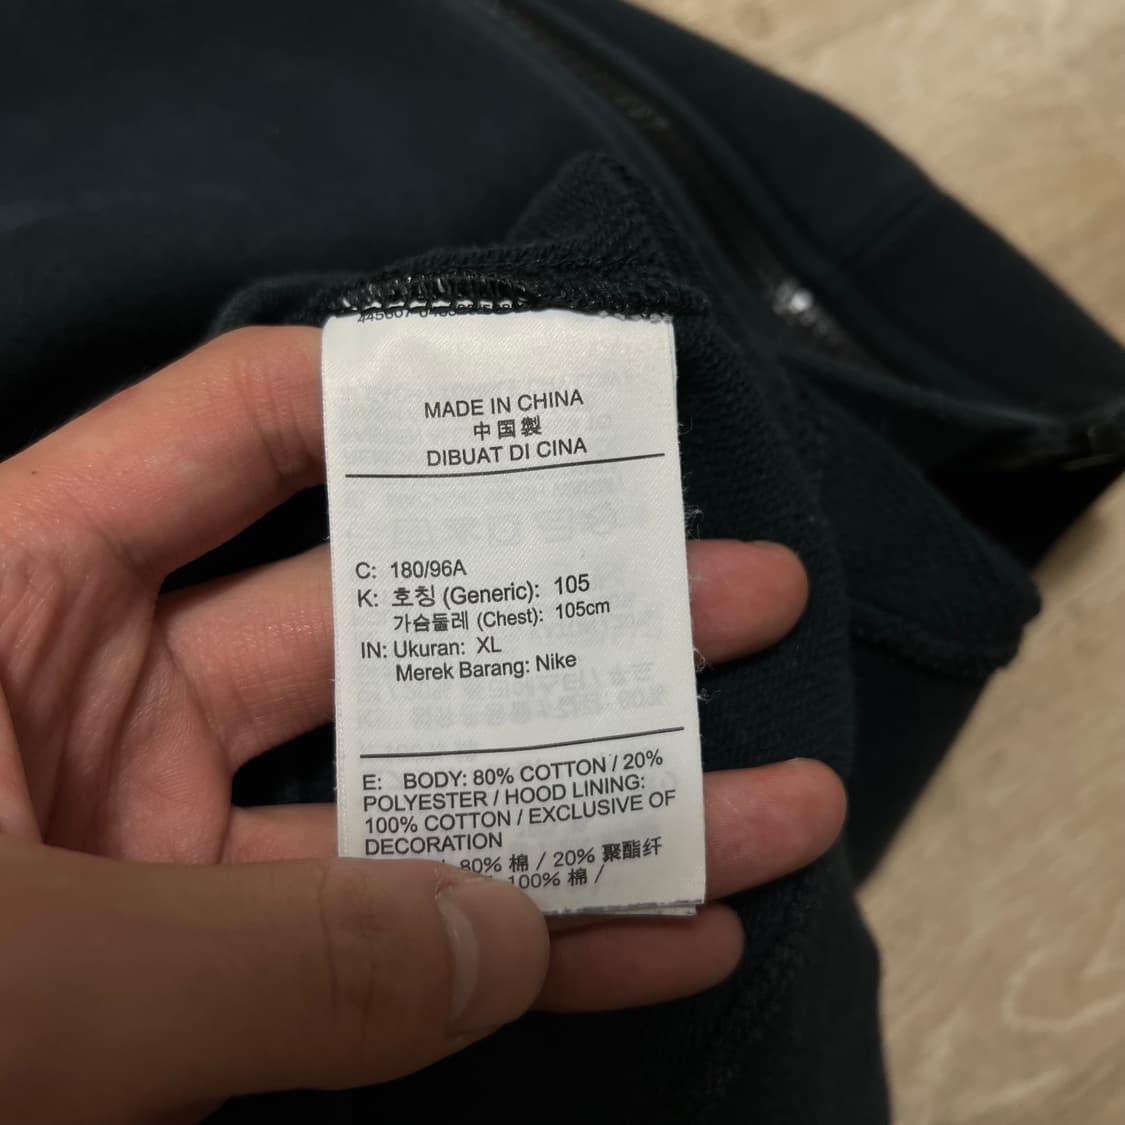 MADE IN CHINA
中国製
DIBUAT DI CINA
C: 180/96A
K: 호칭 (Generic): 105
가슴둘레 (Chest): 105cm
IN: Ukuran: XL
Merek Barang: Nike
E: BODY: 80% COTTON / 20%
POLYESTER / HOOD LINING:
100% COTTON / EXCLUSIVE OF
DECORATION
80% 棉 / 20% 聚酯纤
100% 棉 /